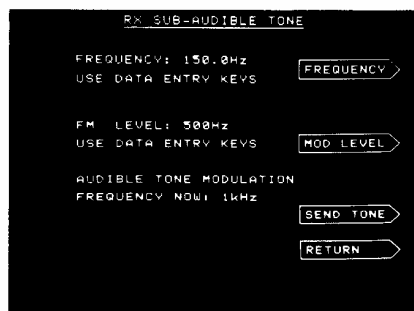 RX SUB-AUDIBLE TONE
FREQUENCY: 150.0Hz
USE DATA ENTRY KEYS
FREQUENCY
FM LEVEL: 500Hz
USE DATA ENTRY KEYS
MOD LEVEL
AUDIBLE TONE MODULATION
FREQUENCY NOW: 1kHz
SEND TONE
RETURN